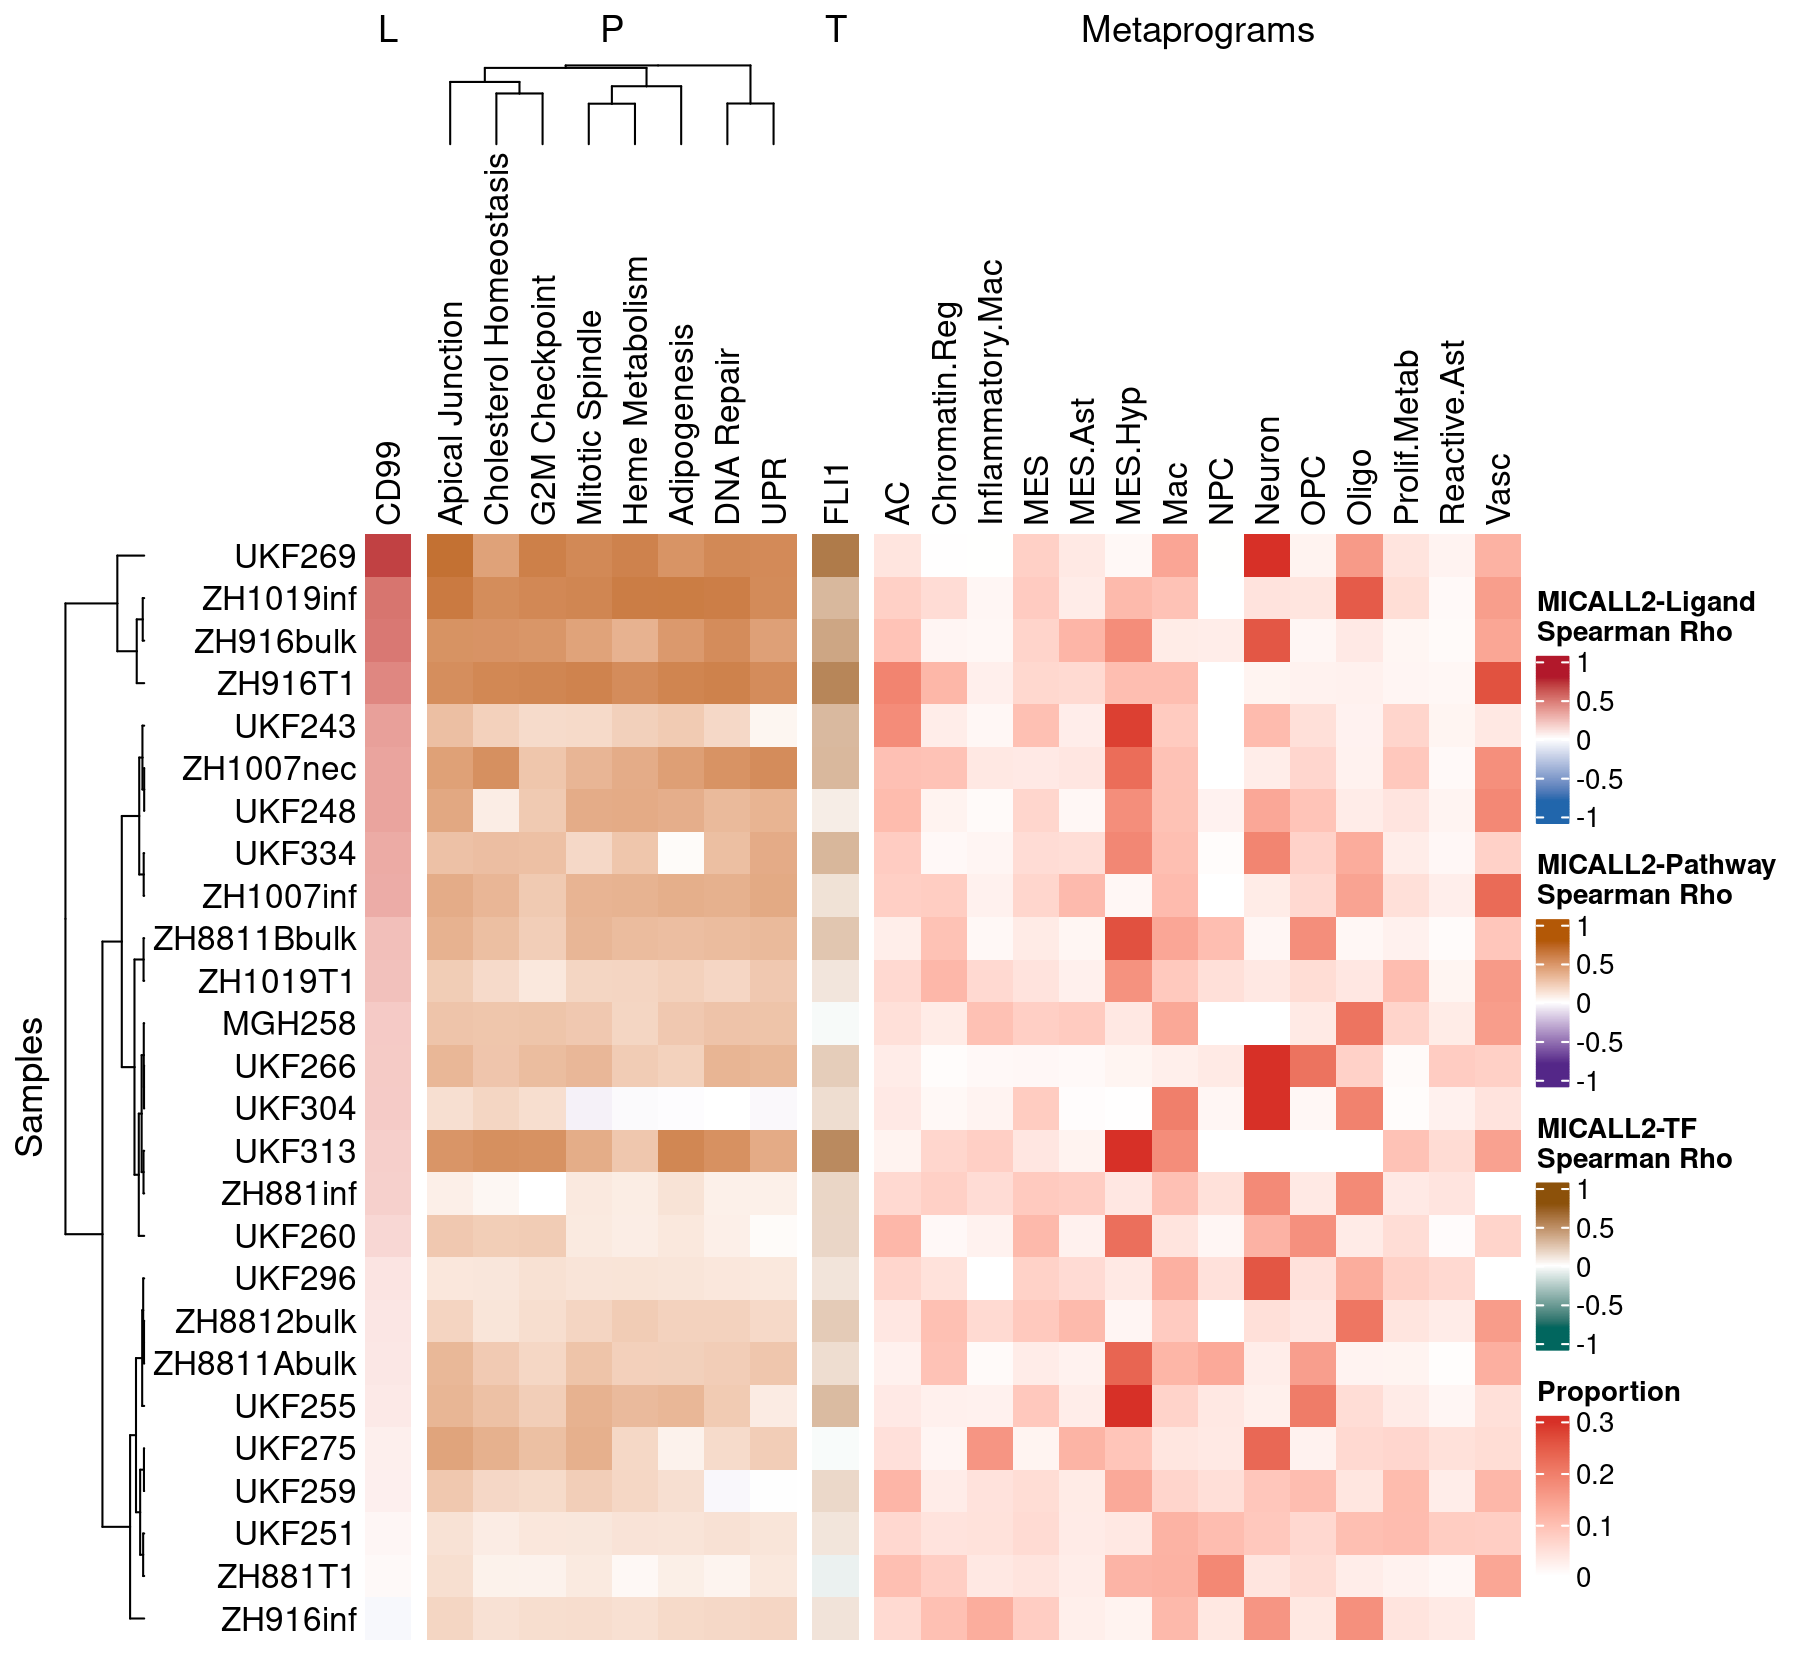 L P T Metaprograms
CD99
Apical Junction
Cholesterol Homeostasis
G2M Checkpoint
Mitotic Spindle
Heme Metabolism
Adipogenesis
DNA Repair
UPR
FLI1
AC
Chromatin.Reg
Inflammatory.Mac
MES
MES.Ast
MES.Hyp
Mac
NPC
Neuron
OPC
Oligo
Prolif.Metab
Reactive.Ast
Vasc
Samples
UKF269
ZH1019inf
ZH916bulk
ZH916T1
UKF243
ZH1007nec
UKF248
UKF334
ZH1007inf
ZH8811Bbulk
ZH1019T1
MGH258
UKF266
UKF304
UKF313
ZH881inf
UKF260
UKF296
ZH8812bulk
ZH8811Abulk
UKF255
UKF275
UKF259
UKF251
ZH881T1
ZH916inf
MICALL2-Ligand
Spearman Rho
1
0.5
0
-0.5
-1
MICALL2-Pathway
Spearman Rho
1
0.5
0
-0.5
-1
MICALL2-TF
Spearman Rho
1
0.5
0
-0.5
-1
Proportion
0.3
0.2
0.1
0